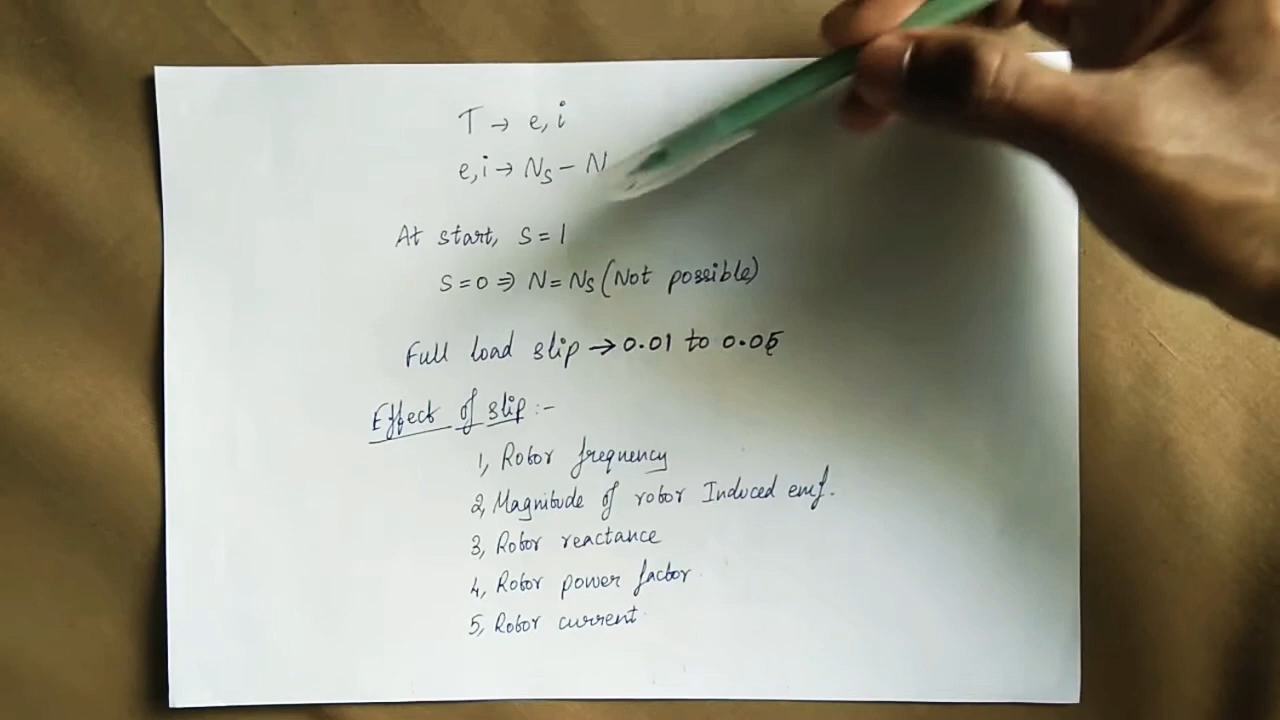 T → e, i
e, i → Ns - N
At start, S = 1
S = 0 ⇒ N = Ns (Not possible)
Full load slip → 0.01 to 0.05
Effect of slip :-
1, Rotor frequency
2, Magnitude of rotor Induced emf.
3, Rotor reactance
4, Rotor power factor
5, Rotor current